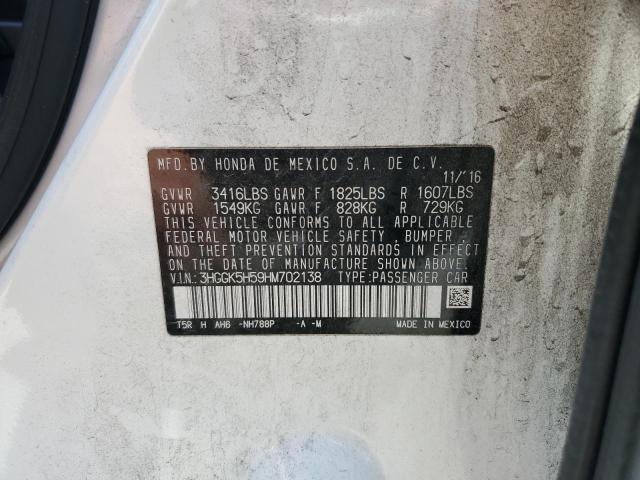 MFD. BY HONDA DE MEXICO S.A. DE C.V.
11/'16
GVWR 3416LBS GAWR F 1825LBS R 1607LBS
GVWR 1549KG GAWR F 828KG R 729KG
THIS VEHICLE CONFORMS TO ALL APPLICABLE
FEDERAL MOTOR VEHICLE SAFETY , BUMPER ,
AND THEFT PREVENTION STANDARDS IN EFFECT
ON THE DATE OF MANUFACTURE SHOWN ABOVE.
V.I.N.: 3HGGK5H59HM702138 TYPE:PASSENGER CAR
T5R H AH6 -NH788P -A -M MADE IN MEXICO